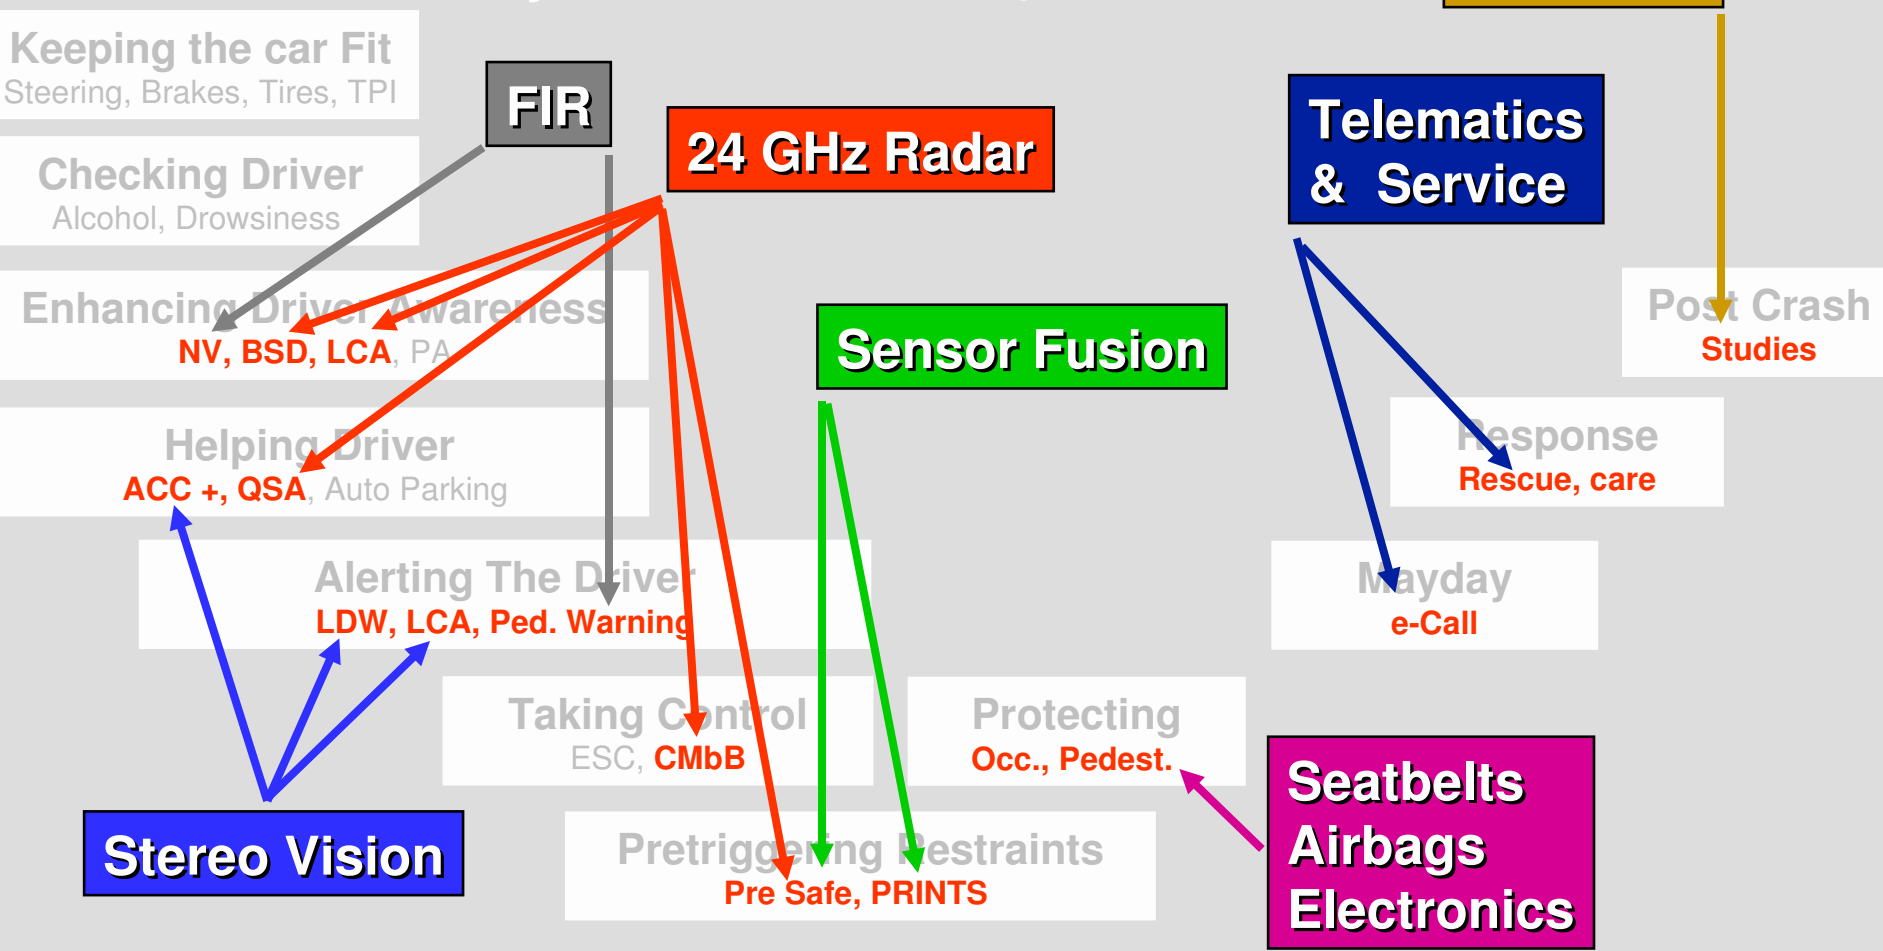 Keeping the car Fit
Steering, Brakes, Tires, TPI
FIR
24 GHz Radar
Telematics
& Service
Checking Driver
Alcohol, Drowsiness
Enhancing Driver Awareness
NV, BSD, LCA, PA
Sensor Fusion
Post Crash
Studies
Helping Driver
ACC +, QSA, Auto Parking
Response
Rescue, care
Alerting The Driver
LDW, LCA, Ped. Warning
Mayday
e-Call
Taking Control
ESC, CMbB
Protecting
Occ., Pedest.
Seatbelts
Airbags
Electronics
Stereo Vision
Pretriggering Restraints
Pre Safe, PRINTS